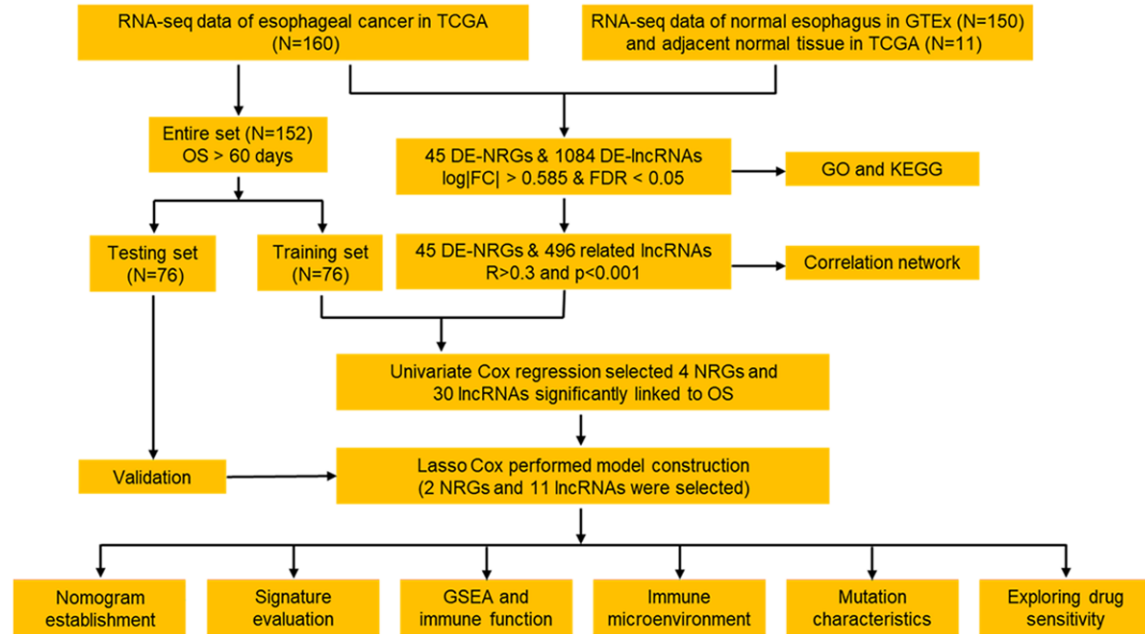 RNA-seq data of esophageal cancer in TCGA
(N=160)
RNA-seq data of normal esophagus in GTEx (N=150)
and adjacent normal tissue in TCGA (N=11)
Entire set (N=152)
OS > 60 days
45 DE-NRGs & 1084 DE-lncRNAs
log|FC| > 0.585 & FDR < 0.05
GO and KEGG
Testing set
(N=76)
Training set
(N=76)
45 DE-NRGs & 496 related lncRNAs
R>0.3 and p<0.001
Correlation network
Univariate Cox regression selected 4 NRGs and
30 lncRNAs significantly linked to OS
Validation
Lasso Cox performed model construction
(2 NRGs and 11 lncRNAs were selected)
Nomogram
establishment
Signature
evaluation
GSEA and
immune function
Immune
microenvironment
Mutation
characteristics
Exploring drug
sensitivity